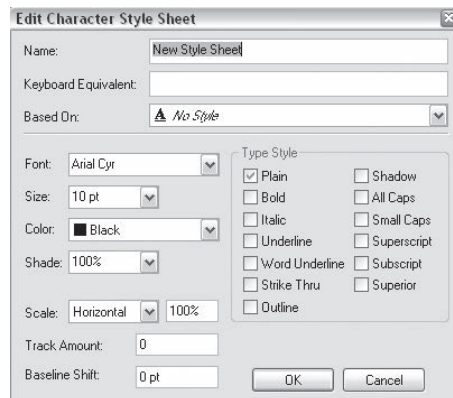 Edit Character Style Sheet
Name: New Style Sheet
Keyboard Equivalent:
Based On: A No Style
Font: Arial Cyr
Size: 10 pt
Color: Black
Shade: 100%
Scale: Horizontal 100%
Track Amount: 0
Baseline Shift: 0 pt
Type Style
Plain Shadow
Bold All Caps
Italic Small Caps
Underline Superscript
Word Underline Subscript
Strike Thru Superior
Outline
OK Cancel